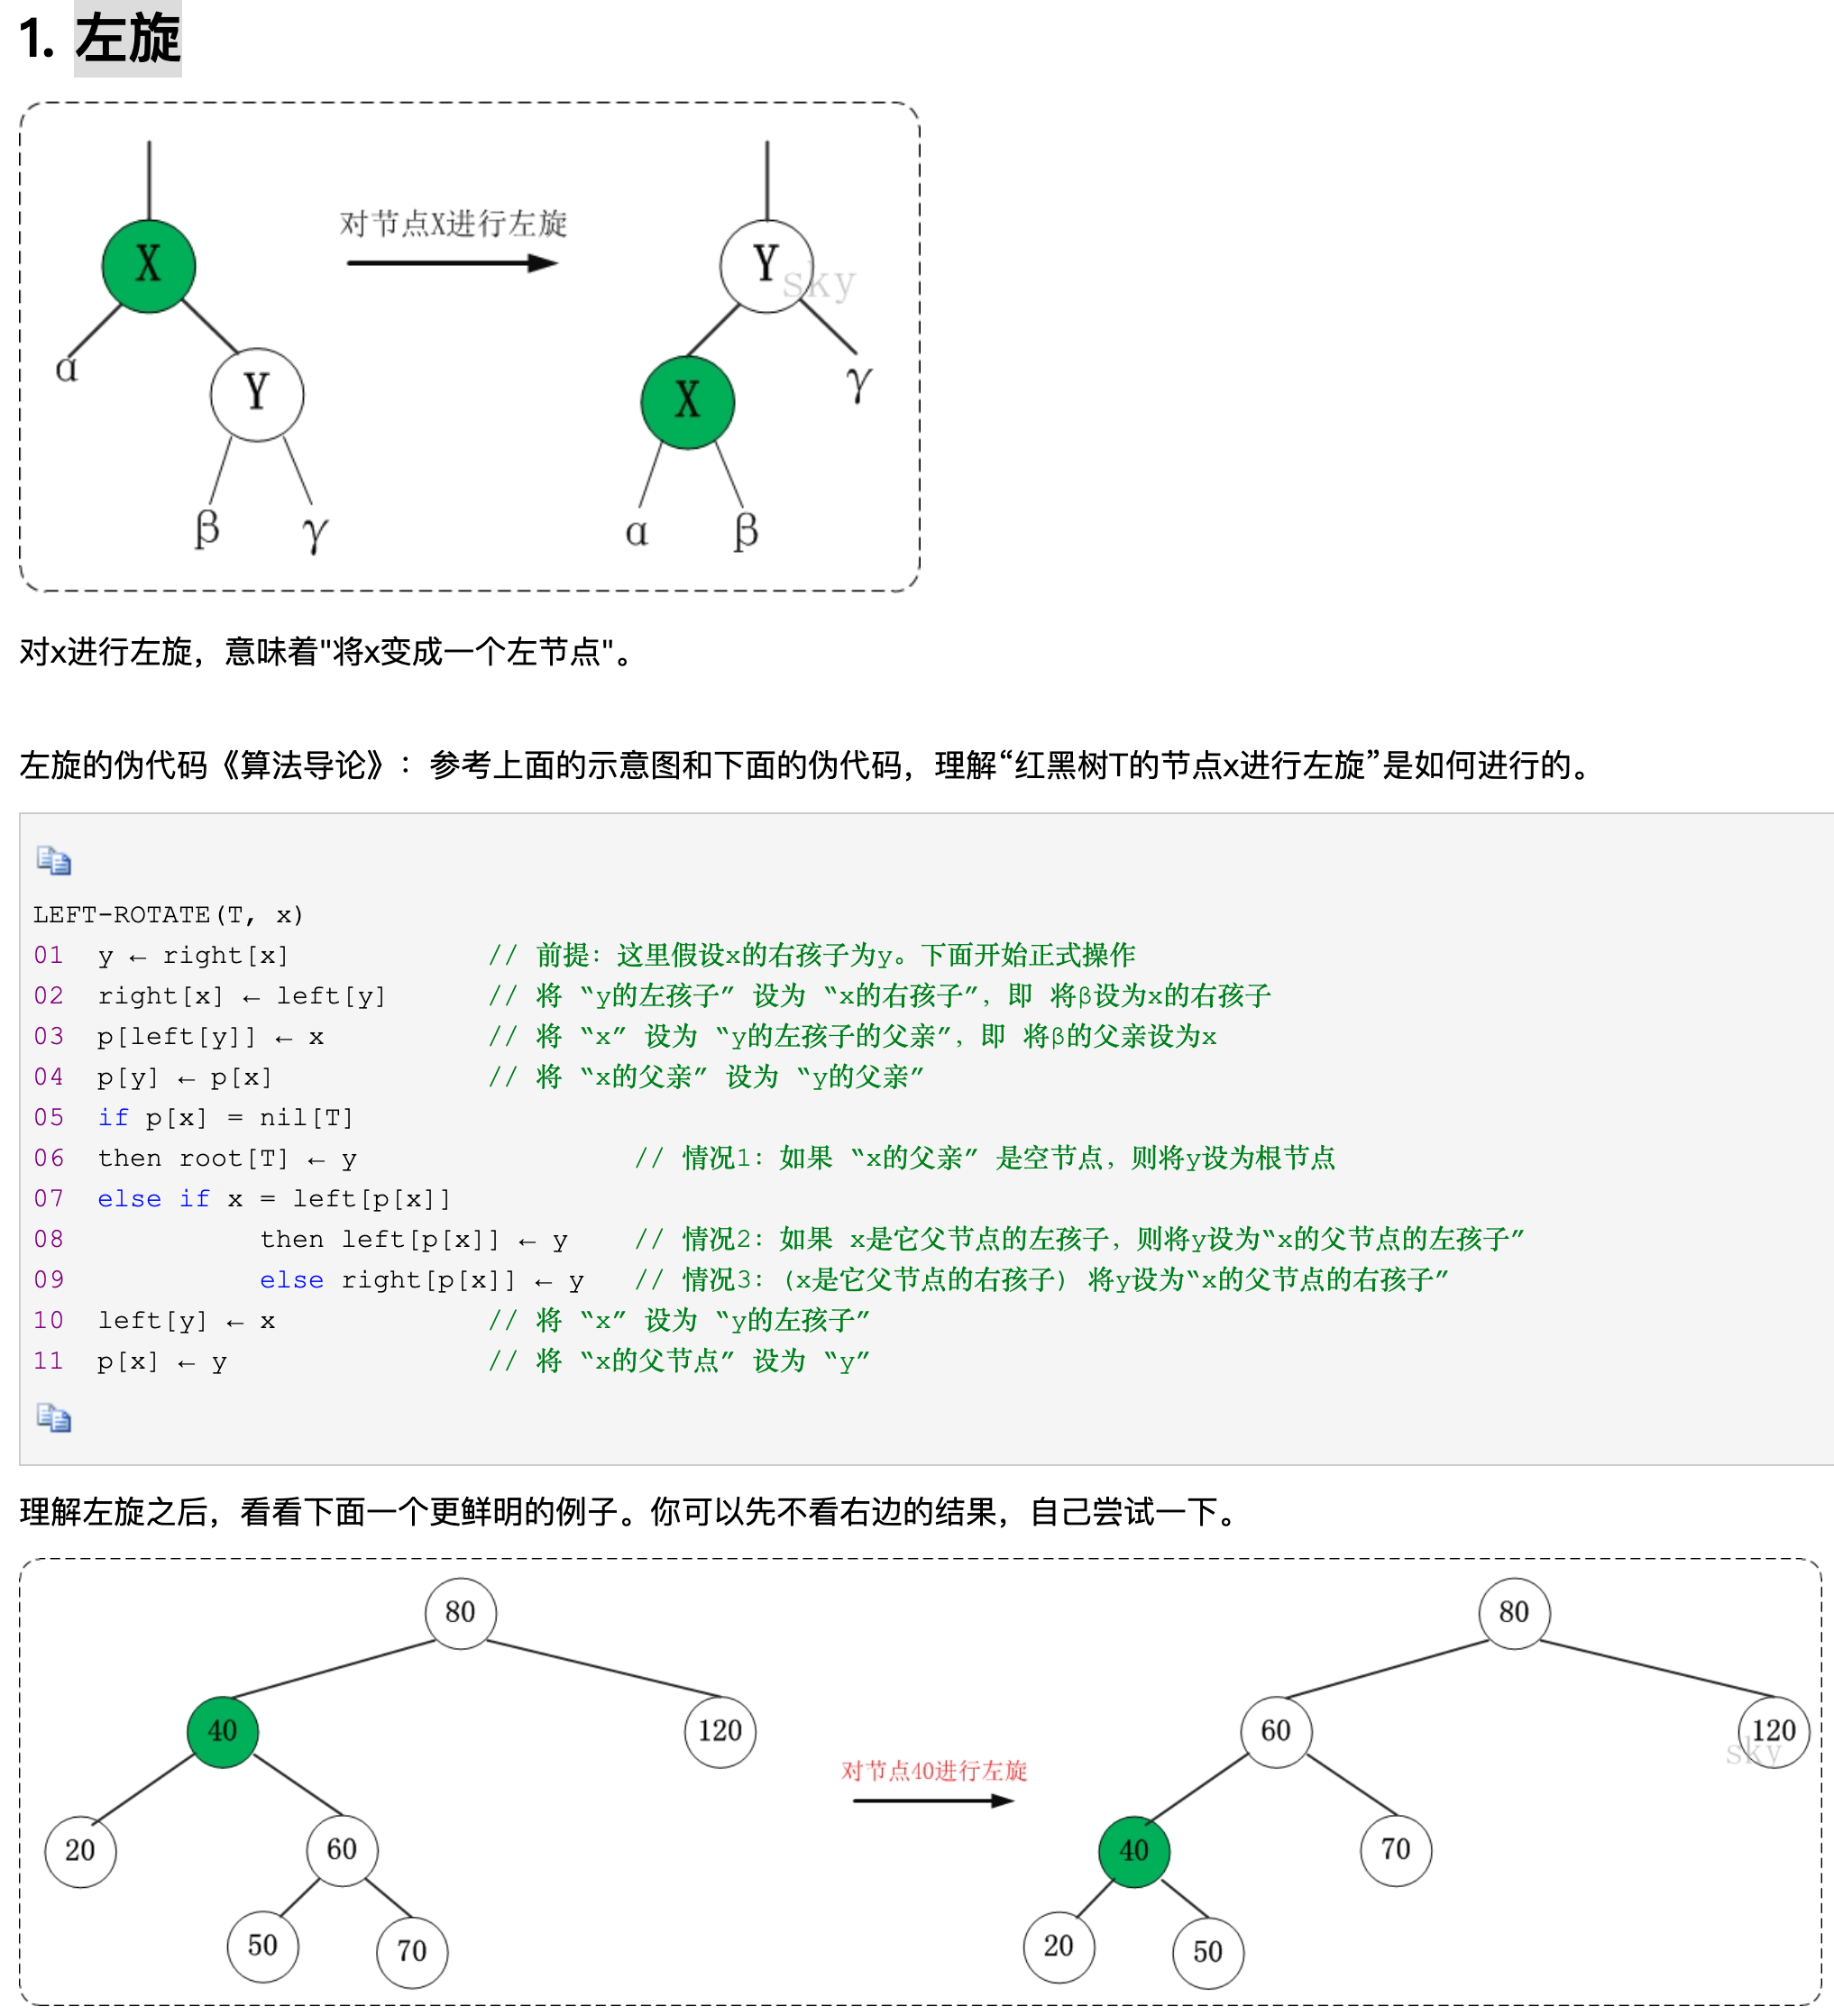 1. 左旋
对节点X进行左旋
X
Y
sky
α
Y
X
γ
β
γ
α
β
对x进行左旋，意味着"将x变成一个左节点"。
左旋的伪代码《算法导论》：参考上面的示意图和下面的伪代码，理解“红黑树T的节点x进行左旋”是如何进行的。
LEFT-ROTATE(T, x)
01  y ← right[x]            // 前提：这里假设x的右孩子为y。下面开始正式操作
02  right[x] ← left[y]      // 将 “y的左孩子” 设为 “x的右孩子”，即 将β设为x的右孩子
03  p[left[y]] ← x          // 将 “x” 设为 “y的左孩子的父亲”，即 将β的父亲设为x
04  p[y] ← p[x]             // 将 “x的父亲” 设为 “y的父亲”
05  if p[x] = nil[T]
06  then root[T] ← y                 // 情况1：如果 “x的父亲” 是空节点，则将y设为根节点
07  else if x = left[p[x]]
08            then left[p[x]] ← y    // 情况2：如果 x是它父节点的左孩子，则将y设为“x的父节点的左孩子”
09            else right[p[x]] ← y   // 情况3：(x是它父节点的右孩子) 将y设为“x的父节点的右孩子”
10  left[y] ← x             // 将 “x” 设为 “y的左孩子”
11  p[x] ← y                // 将 “x的父节点” 设为 “y”
理解左旋之后，看看下面一个更鲜明的例子。你可以先不看右边的结果，自己尝试一下。
80
80
40
120
60
120
sky
对节点40进行左旋
20
60
40
70
50
70
20
50